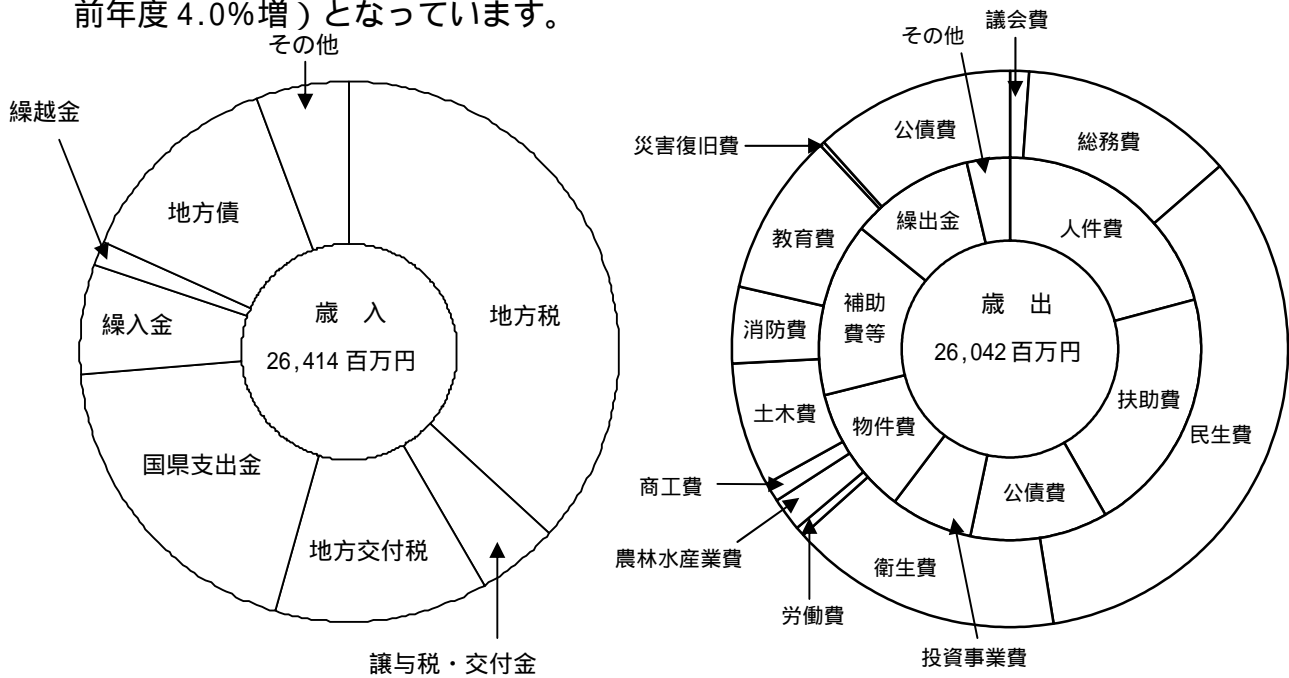 前年度 4.0%増）となっています。
その他
繰越金
地方債
繰入金
国県支出金
地方交付税
譲与税・交付金
地方税
歳 入
26,414 百万円
その他
議会費
災害復旧費
公債費
総務費
教育費
繰出金
人件費
消防費
補助
費等
歳 出
26,042 百万円
扶助費
民生費
土木費
物件費
公債費
商工費
農林水産業費
労働費
衛生費
投資事業費